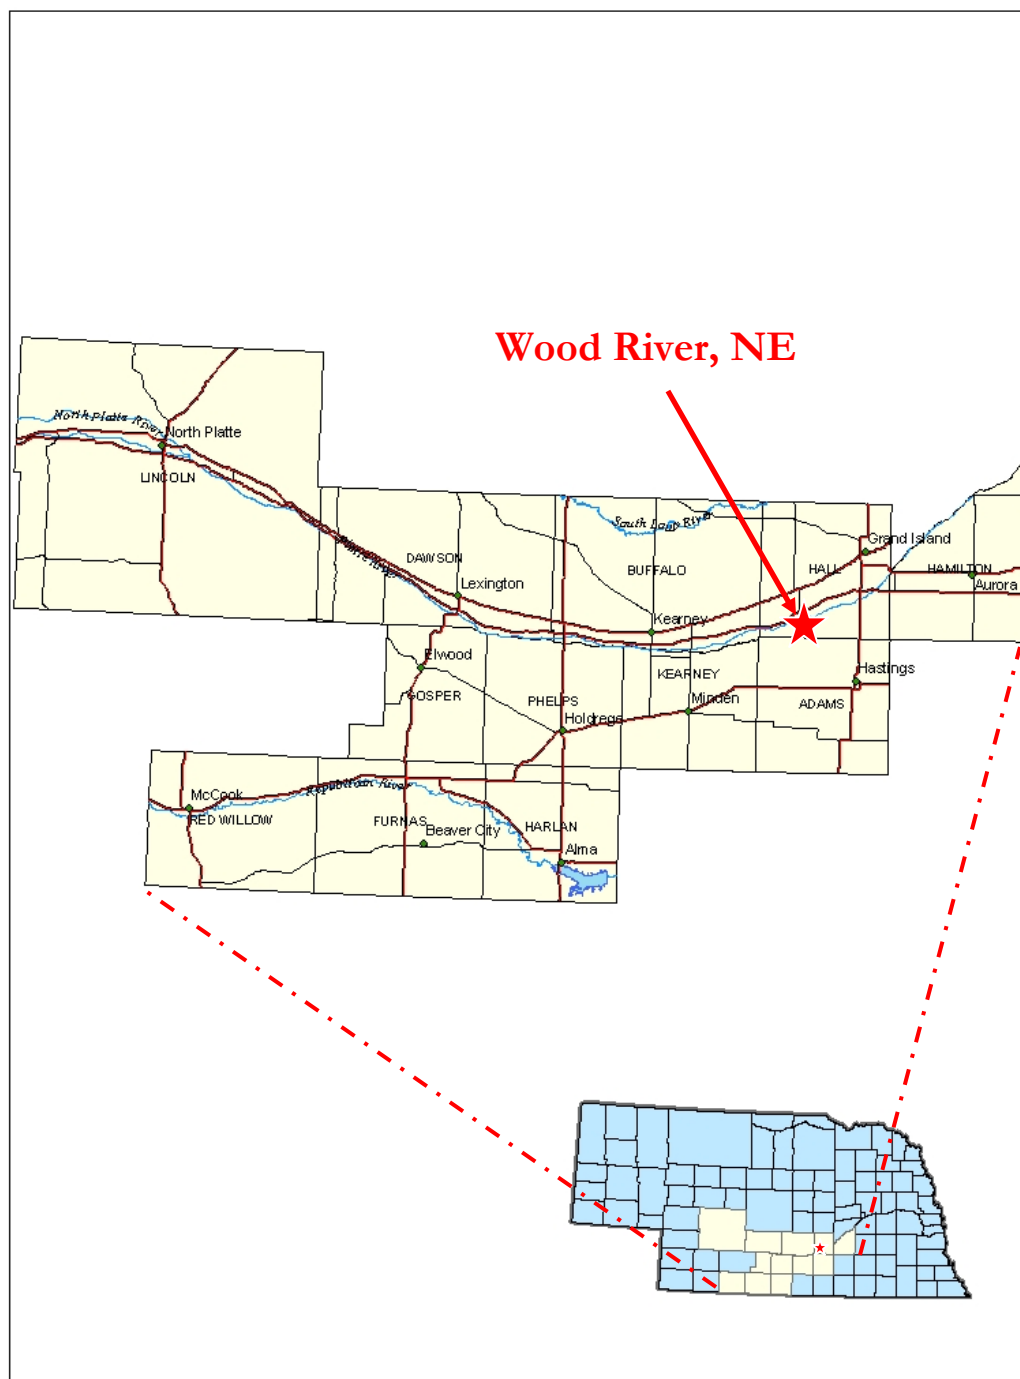 Wood River, NE
North Platte River
North Platte
LINCOLN
South Loup River
Grand Island
DAWSON
Platte River
BUFFALO
HALL
HAMILTON
Aurora
Lexington
Kearney
Elwood
KEARNEY
Hastings
GOSPER
PHELPS
Minden
ADAMS
Holdrege
Republican River
McCook
RED WILLOW
FURNAS
Beaver City
HARLAN
Alma